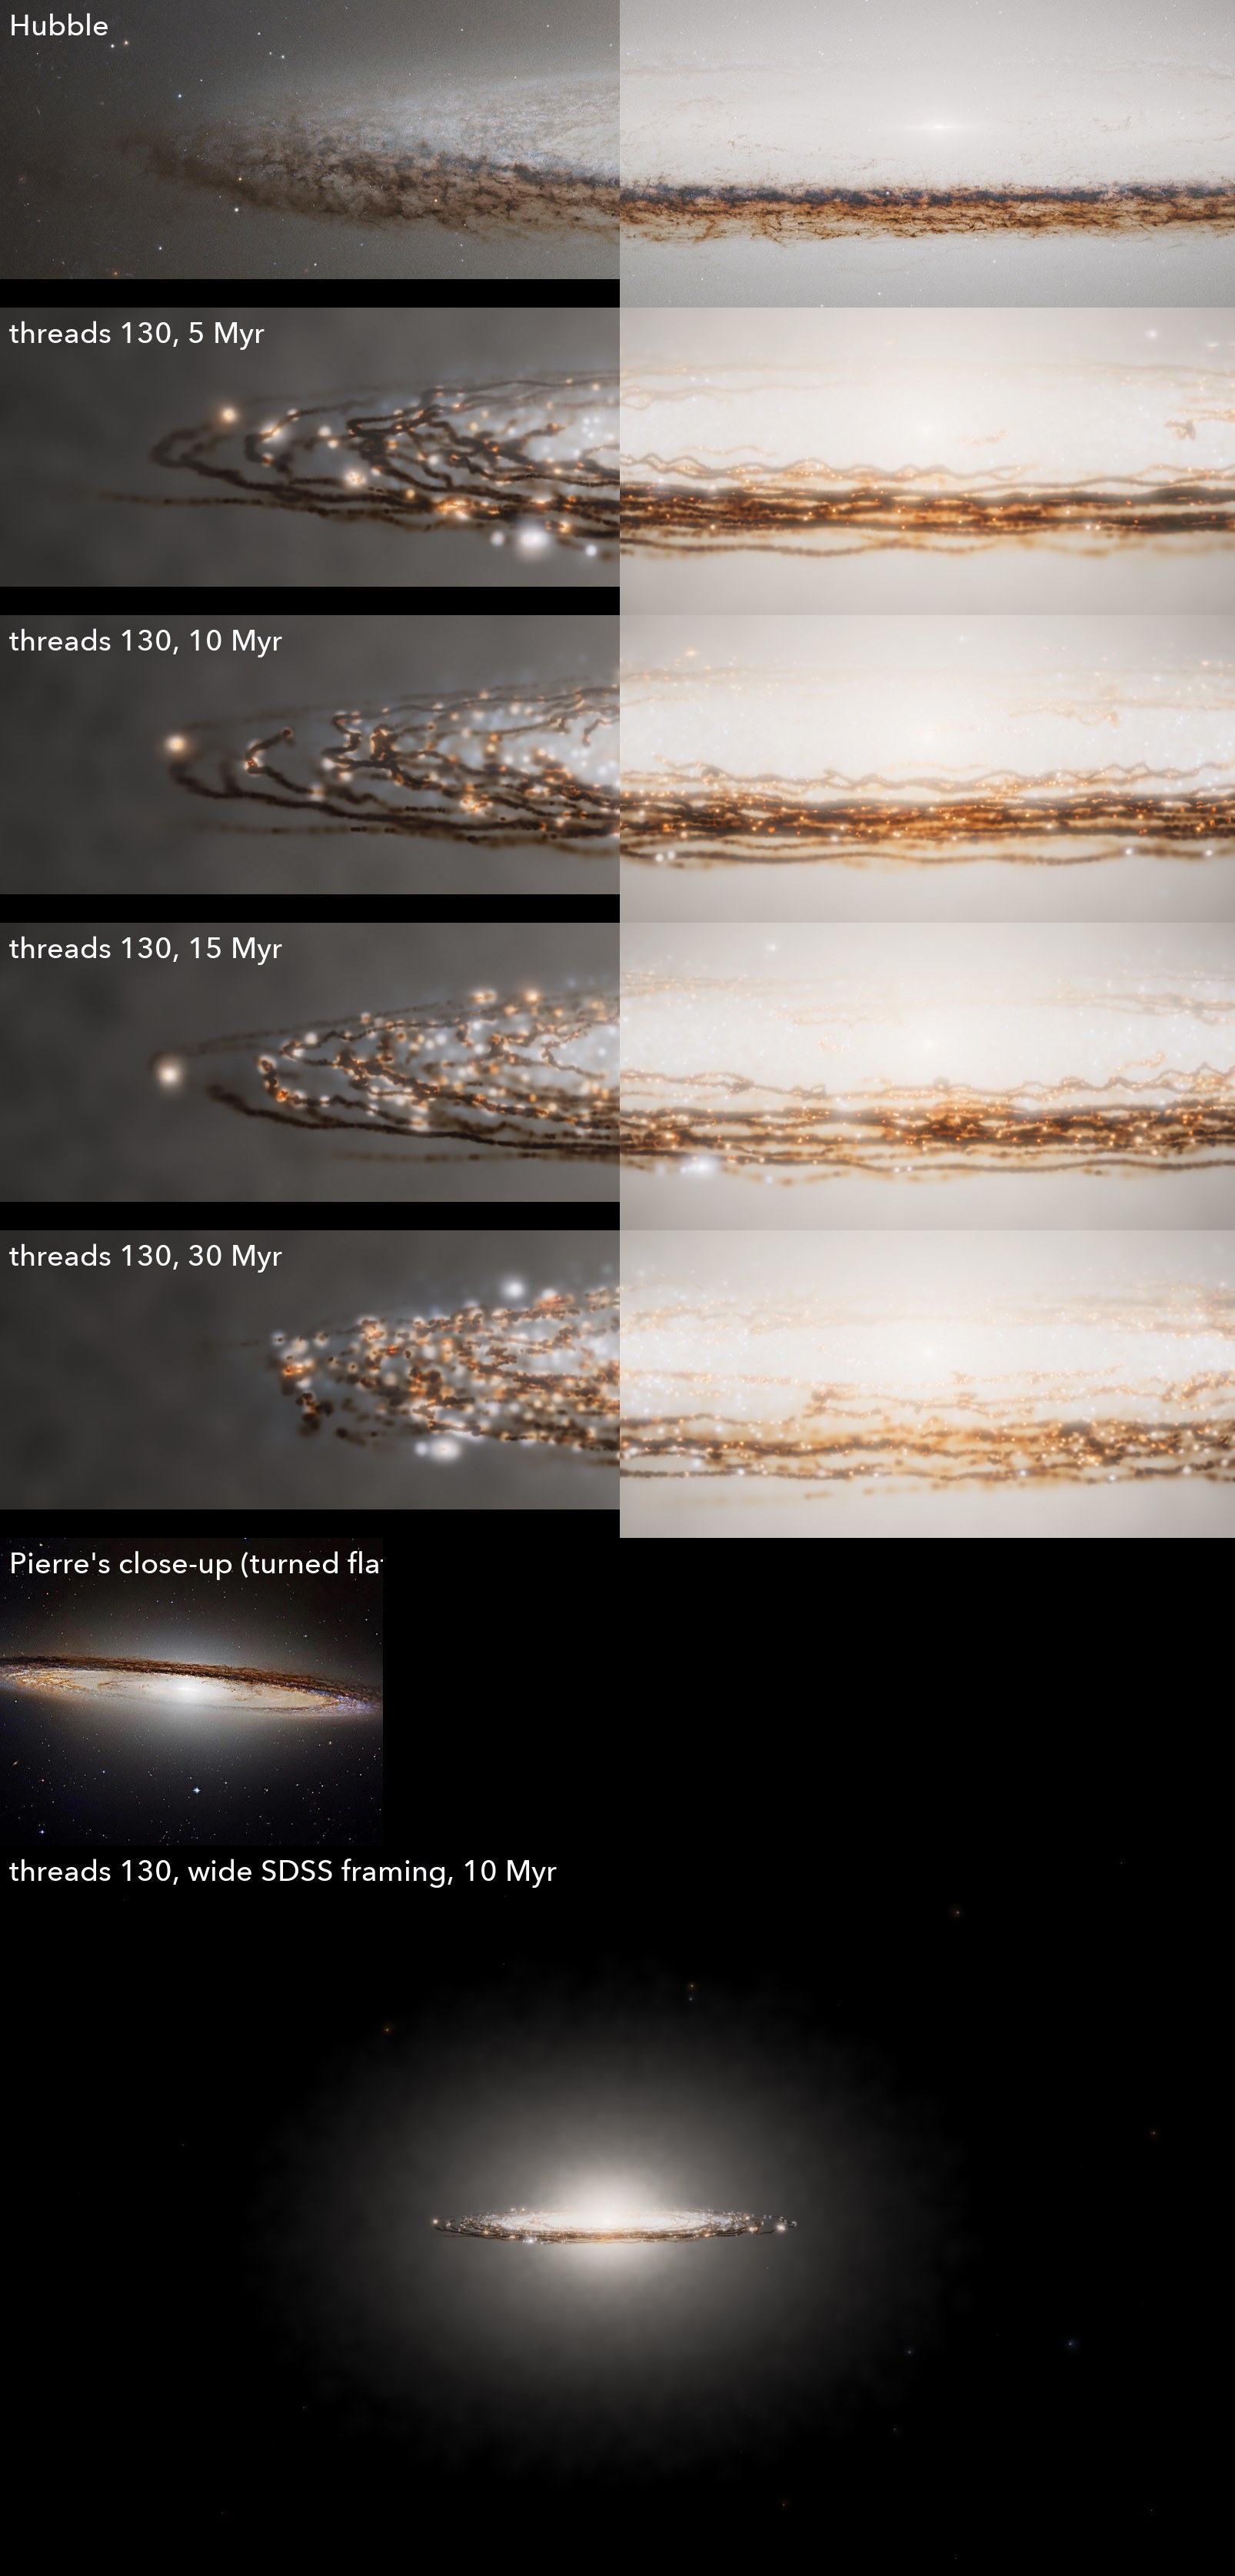 Hubble
threads 130, 5 Myr
threads 130, 10 Myr
threads 130, 15 Myr
threads 130, 30 Myr
Pierre's close-up (turned fla
threads 130, wide SDSS framing, 10 Myr